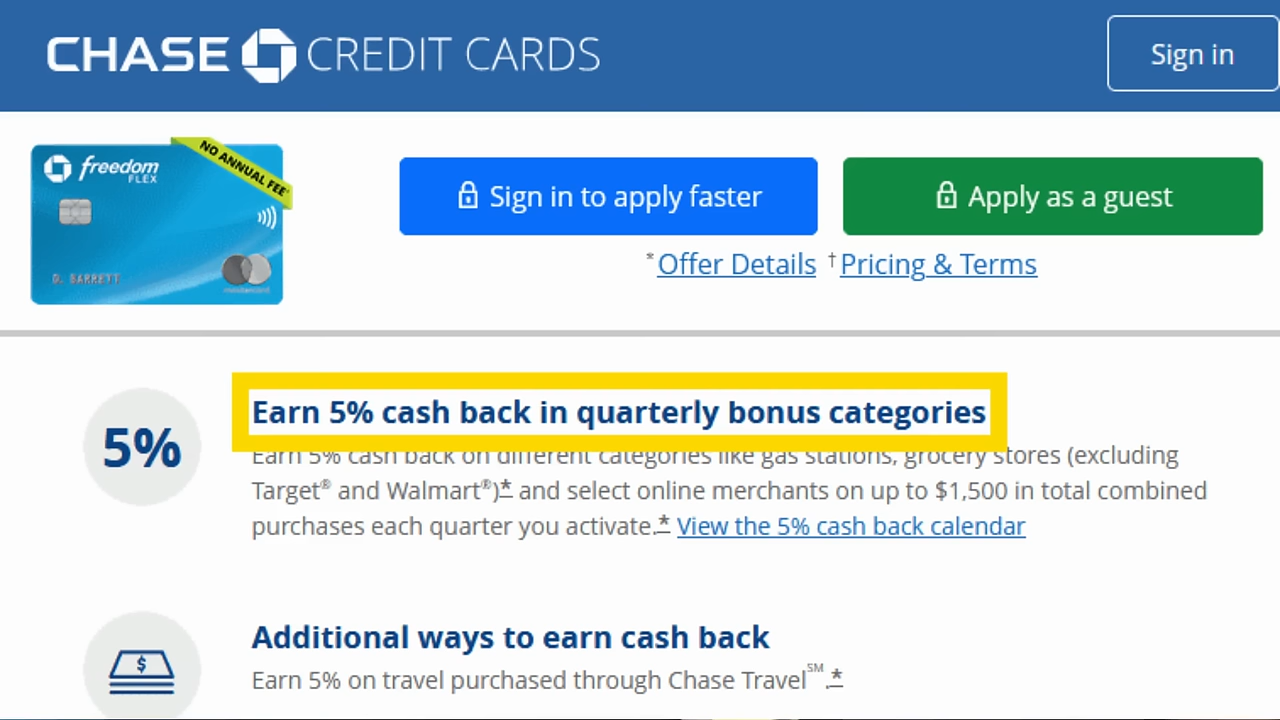 CHASE CREDIT CARDS
Sign in
freedom
FLEX
NO ANNUAL FEE*
D. BARRETT
Sign in to apply faster
Apply as a guest
*Offer Details †Pricing & Terms
5%
Earn 5% cash back in quarterly bonus categories
Earn 5% cash back on different categories like gas stations, grocery stores (excluding
Target® and Walmart®)* and select online merchants on up to $1,500 in total combined
purchases each quarter you activate.* View the 5% cash back calendar
$
Additional ways to earn cash back
Earn 5% on travel purchased through Chase Travel℠.*